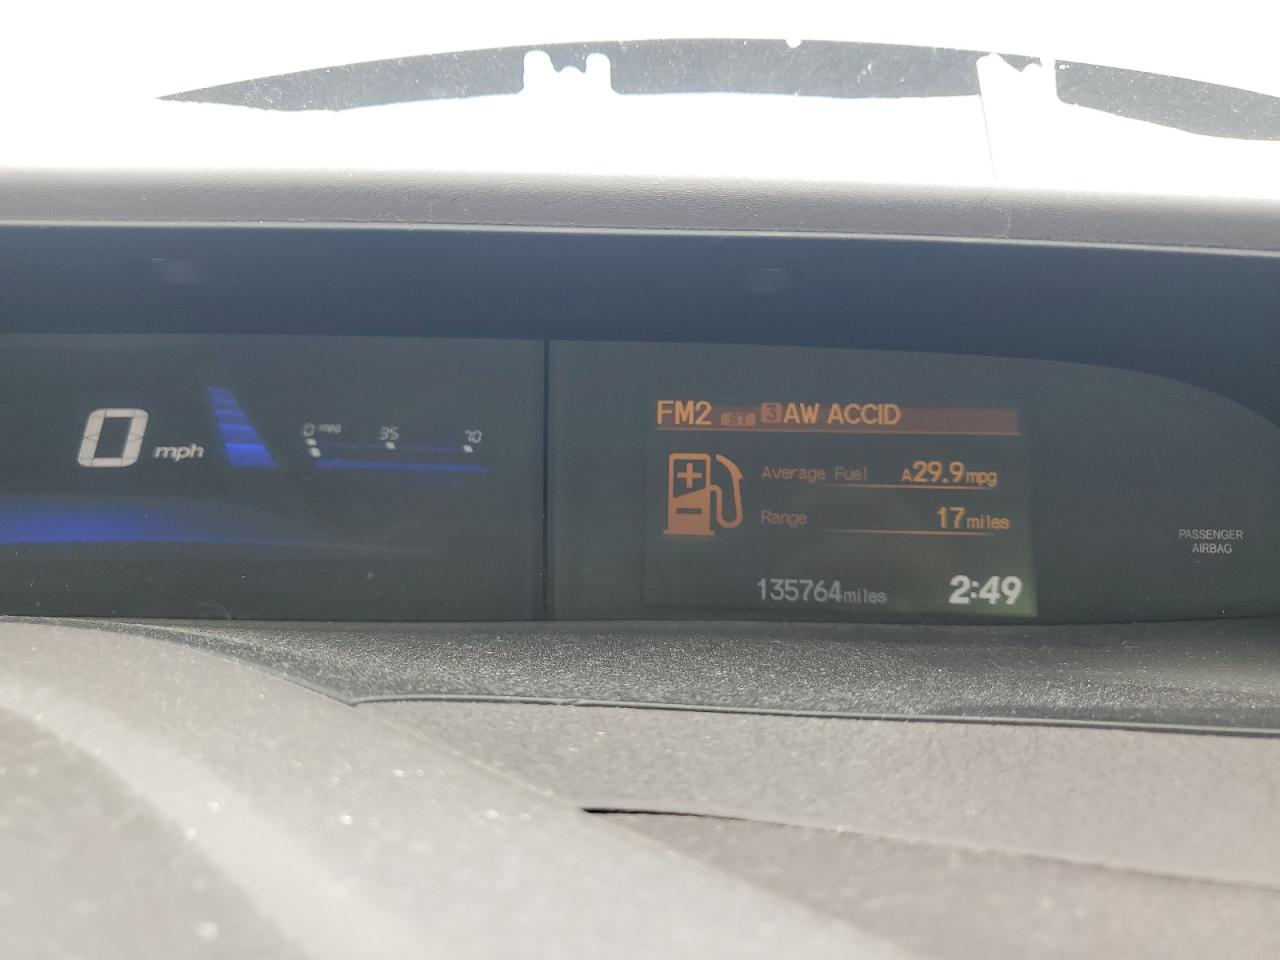 0 mph
0 mpg 35 70
FM2 ST 3 AW ACCID
Average Fuel A29.9mpg
Range 17miles
135764miles 2:49
PASSENGER
AIRBAG